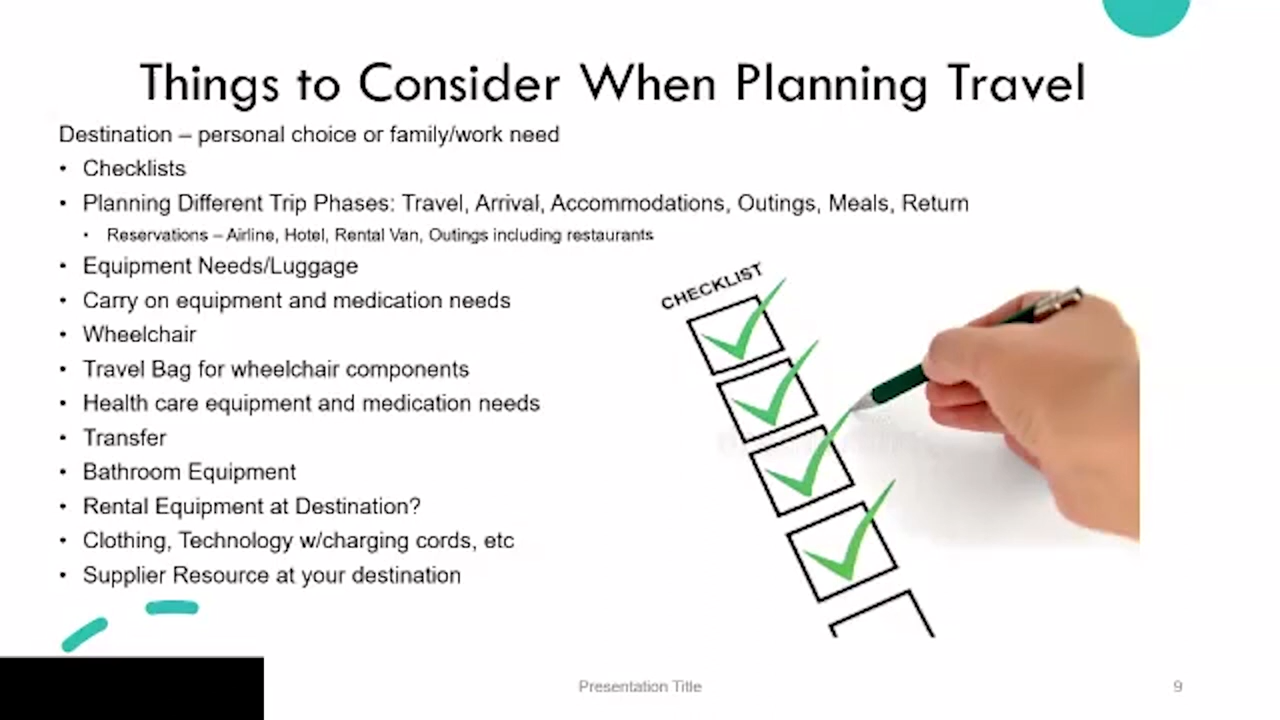 Things to Consider When Planning Travel
Destination – personal choice or family/work need
• Checklists
• Planning Different Trip Phases: Travel, Arrival, Accommodations, Outings, Meals, Return
• Reservations – Airline, Hotel, Rental Van, Outings including restaurants
• Equipment Needs/Luggage
• Carry on equipment and medication needs
• Wheelchair
• Travel Bag for wheelchair components
• Health care equipment and medication needs
• Transfer
• Bathroom Equipment
• Rental Equipment at Destination?
• Clothing, Technology w/charging cords, etc
• Supplier Resource at your destination
CHECKLIST
Presentation Title
9